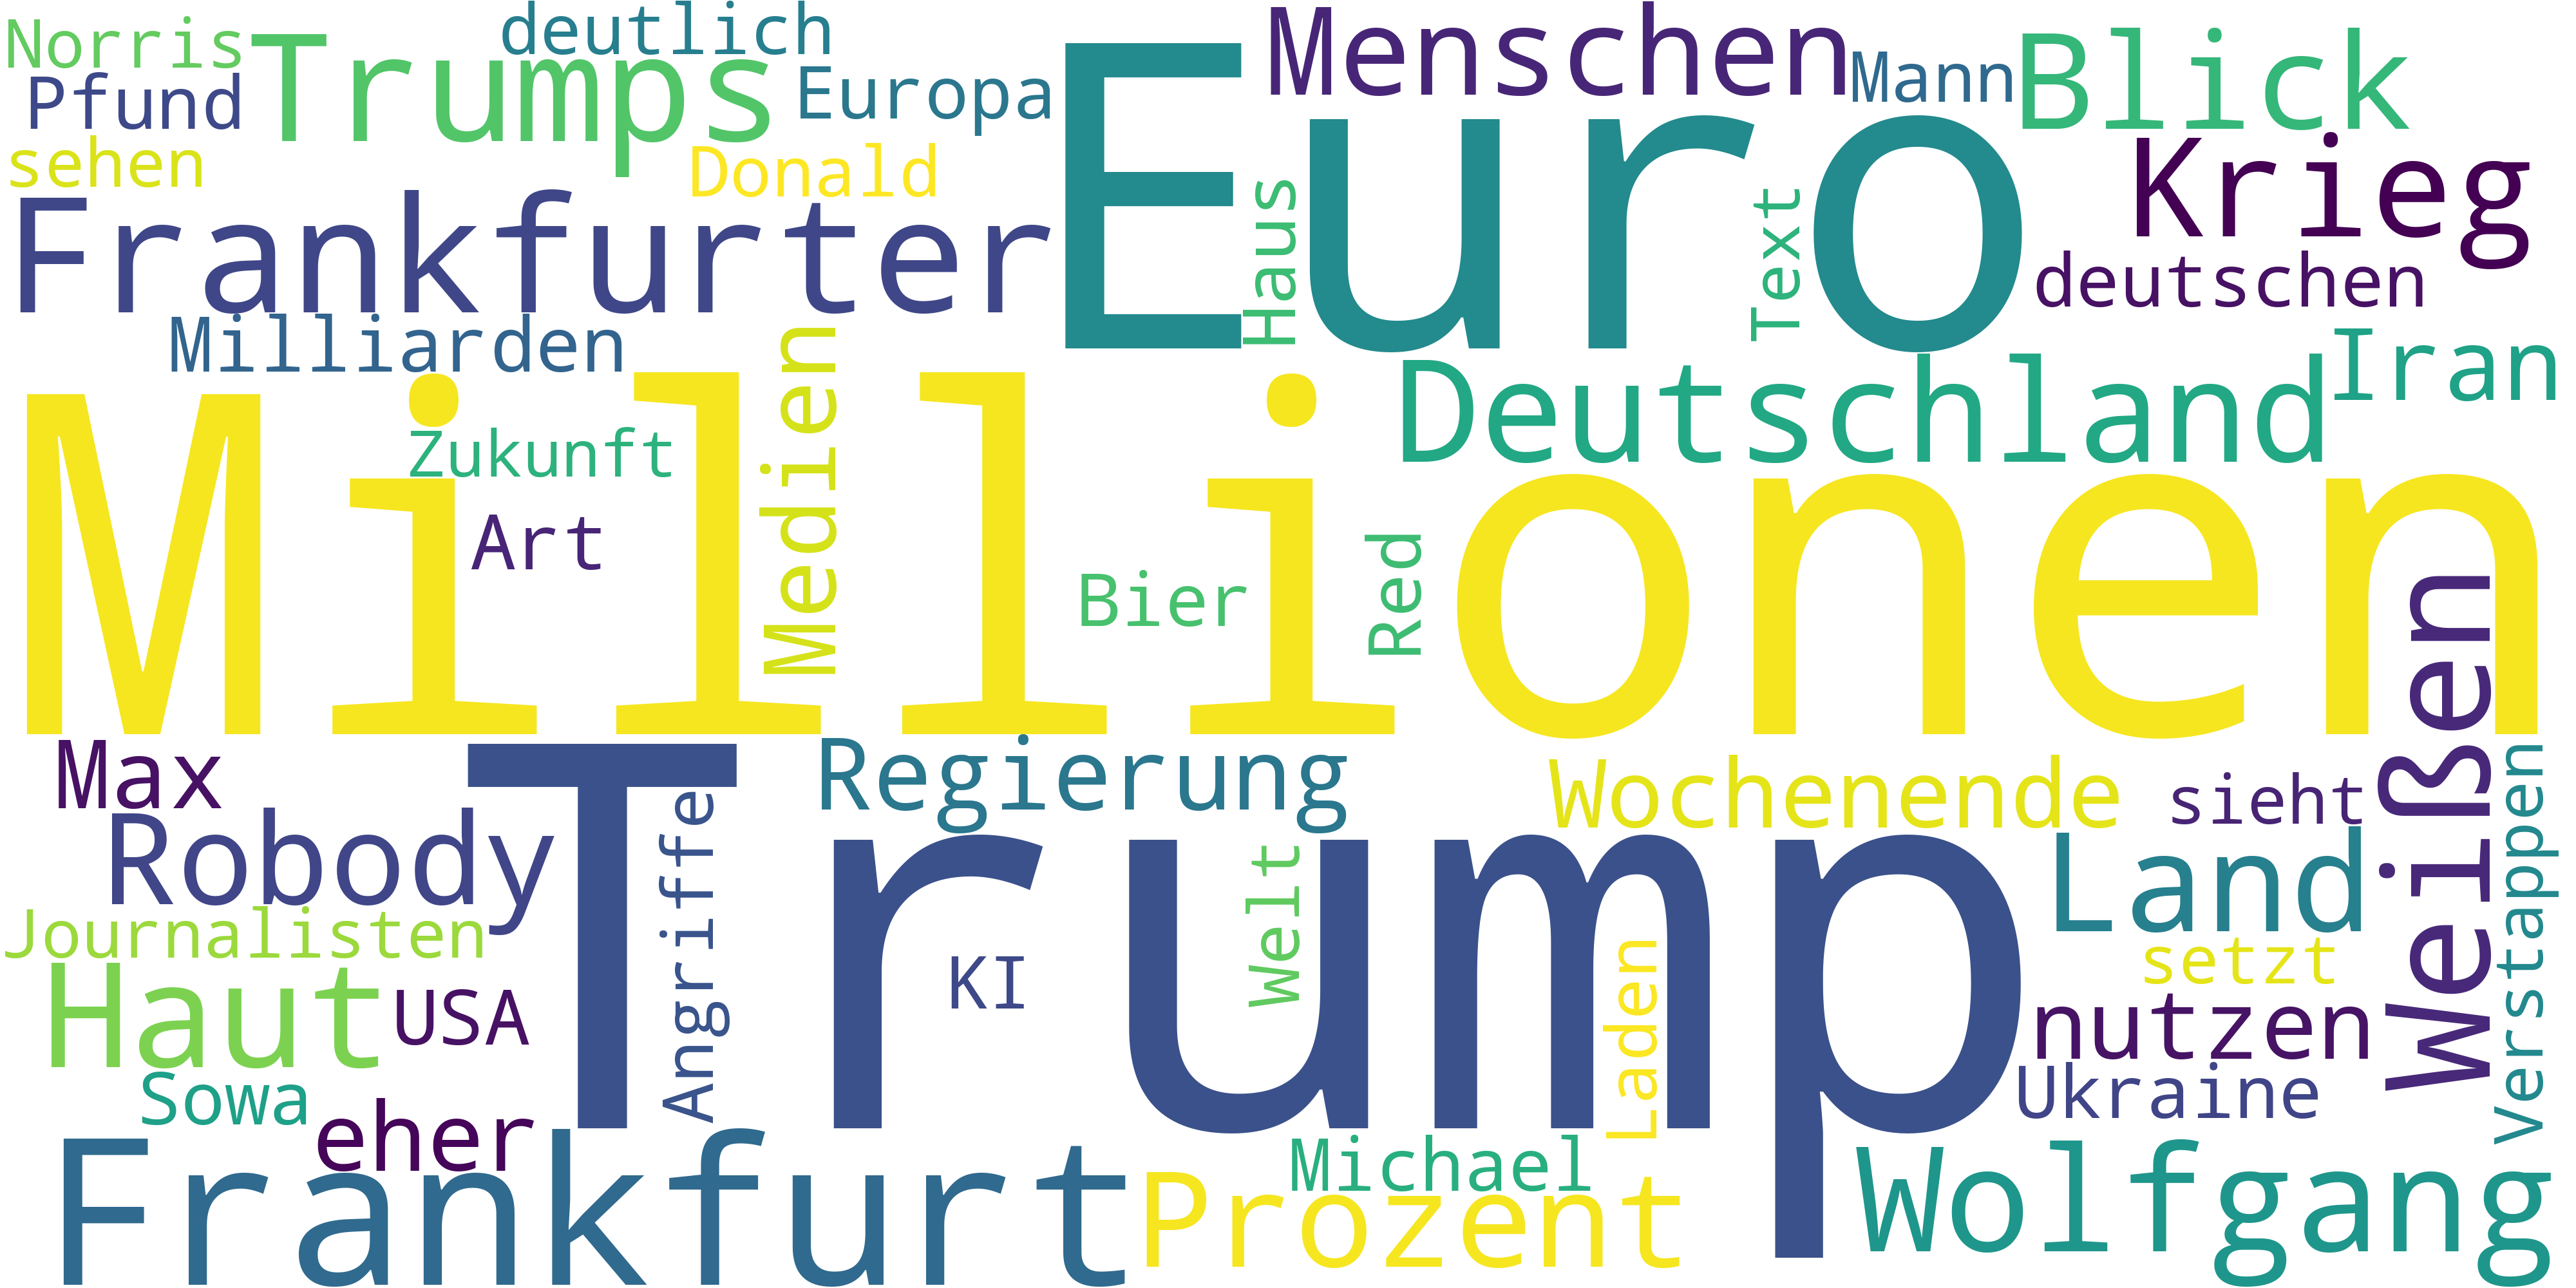 Norris
Trumps
deutlich
Pfund
Europa
sehen
Donald
Frankfurter
Milliarden
Euro
Menschen
Mann
Blick
Krieg
Haus
Text
deutschen
Iran
Deutschland
Millionen
Zukunft
Art
Medien
Bier
Red
Weißen
Max
Robody
Trump
Regierung
Wochenende
sieht
Verstappen
Journalisten
Haut
USA
Angriffe
KI
Welt
Laden
Land
setzt
nutzen
Ukraine
Sowa
eher
Frankfurt
Michael
Prozent
Wolfgang